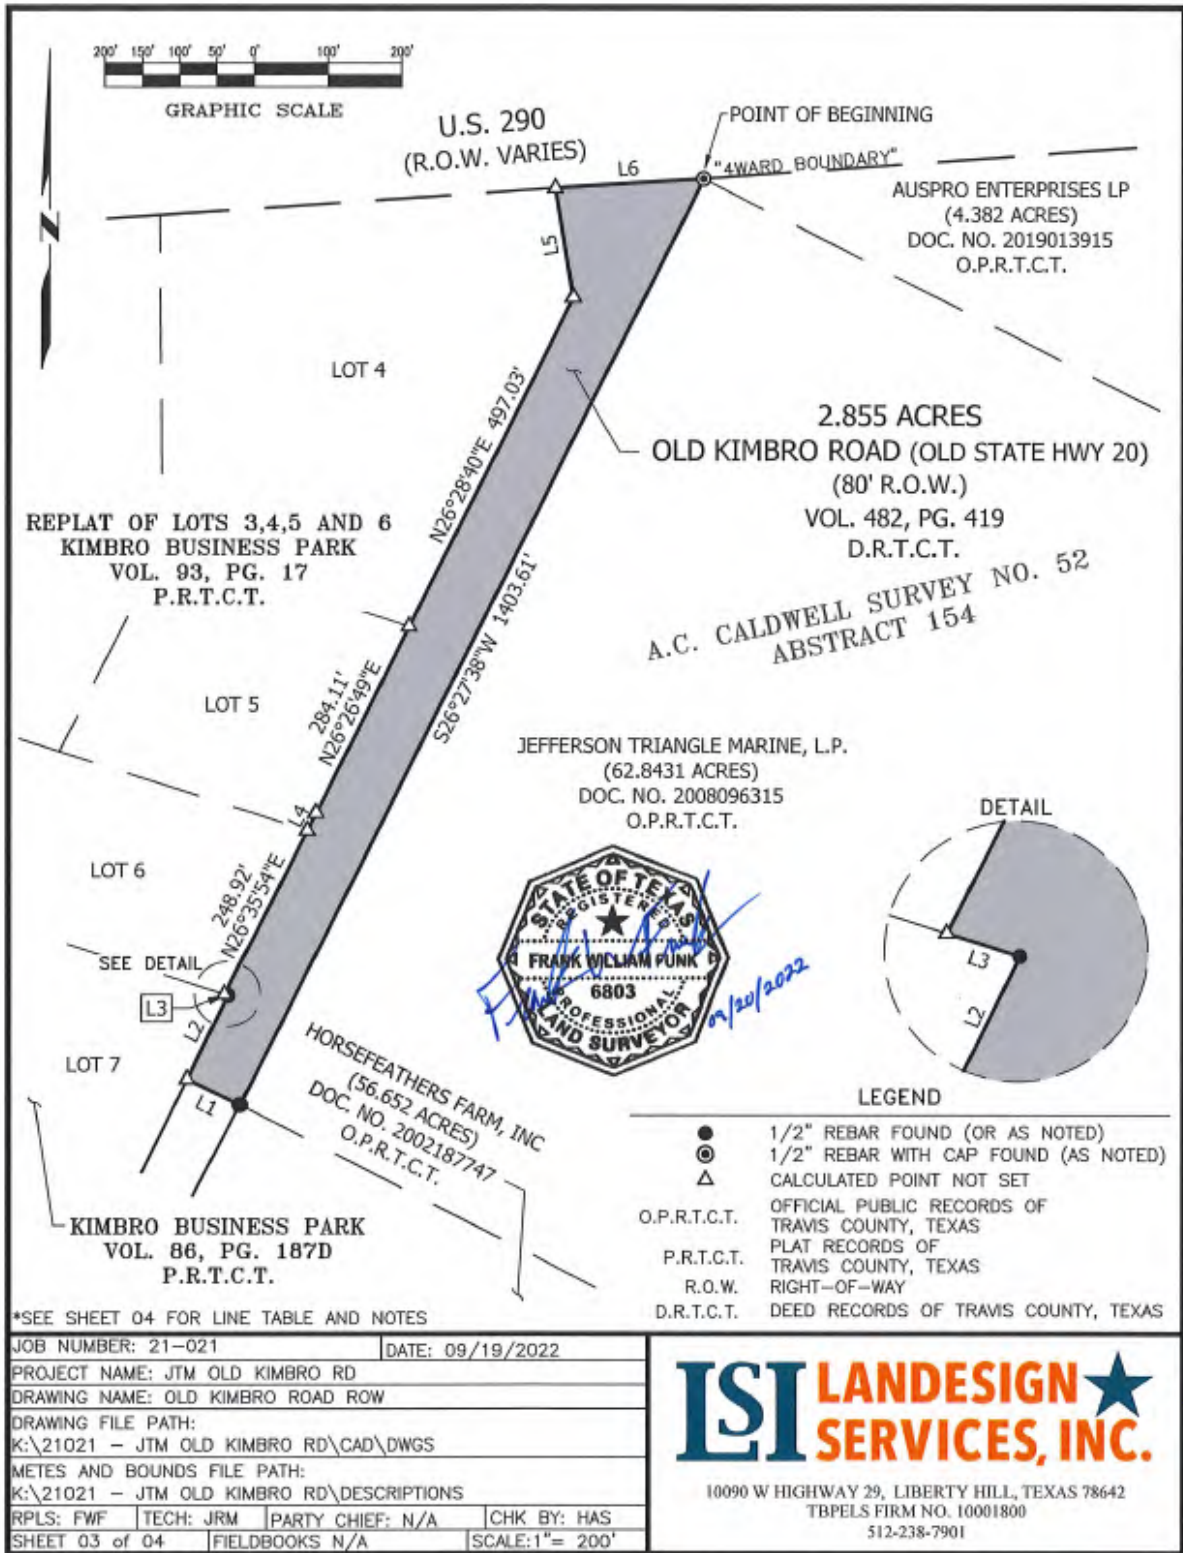 200' 150' 100' 50' 0' 100' 200'
GRAPHIC SCALE
N
U.S. 290
(R.O.W. VARIES)
L6
POINT OF BEGINNING
"4WARD BOUNDARY"
AUSPRO ENTERPRISES LP
(4.382 ACRES)
DOC. NO. 2019013915
O.P.R.T.C.T.
L5
LOT 4
N26°28'40"E 497.03'
2.855 ACRES
OLD KIMBRO ROAD (OLD STATE HWY 20)
(80' R.O.W.)
VOL. 482, PG. 419
D.R.T.C.T.
REPLAT OF LOTS 3,4,5 AND 6
KIMBRO BUSINESS PARK
VOL. 93, PG. 17
P.R.T.C.T.
A.C. CALDWELL SURVEY NO. 52
ABSTRACT 154
S26°27'38"W 1403.61'
LOT 5
284.11'
N26°26'49"E
JEFFERSON TRIANGLE MARINE, L.P.
(62.8431 ACRES)
DOC. NO. 2008096315
O.P.R.T.C.T.
L4
LOT 6
248.92'
N26°35'54"E
SEE DETAIL
L3
L2
LOT 7
L1
STATE OF TEXAS
REGISTERED
FRANK WILLIAM FUNK
6803
PROFESSIONAL
LAND SURVEYOR
09/20/2022
DETAIL
L3
L2
HORSEFEATHERS FARM, INC
(56.652 ACRES)
DOC. NO. 2002187747
O.P.R.T.C.T.
KIMBRO BUSINESS PARK
VOL. 86, PG. 187D
P.R.T.C.T.
LEGEND
1/2" REBAR FOUND (OR AS NOTED)
1/2" REBAR WITH CAP FOUND (AS NOTED)
CALCULATED POINT NOT SET
O.P.R.T.C.T. OFFICIAL PUBLIC RECORDS OF
TRAVIS COUNTY, TEXAS
P.R.T.C.T. PLAT RECORDS OF
TRAVIS COUNTY, TEXAS
R.O.W. RIGHT-OF-WAY
D.R.T.C.T. DEED RECORDS OF TRAVIS COUNTY, TEXAS
*SEE SHEET 04 FOR LINE TABLE AND NOTES
JOB NUMBER: 21-021 DATE: 09/19/2022
PROJECT NAME: JTM OLD KIMBRO RD
DRAWING NAME: OLD KIMBRO ROAD ROW
DRAWING FILE PATH:
K:\21021 - JTM OLD KIMBRO RD\CAD\DWGS
METES AND BOUNDS FILE PATH:
K:\21021 - JTM OLD KIMBRO RD\DESCRIPTIONS
RPLS: FWF TECH: JRM PARTY CHIEF: N/A CHK BY: HAS
SHEET 03 of 04 FIELDBOOKS N/A SCALE:1"= 200'
LSI LANDESIGN
SERVICES, INC.
10090 W HIGHWAY 29, LIBERTY HILL, TEXAS 78642
TBPELS FIRM NO. 10001800
512-238-7901